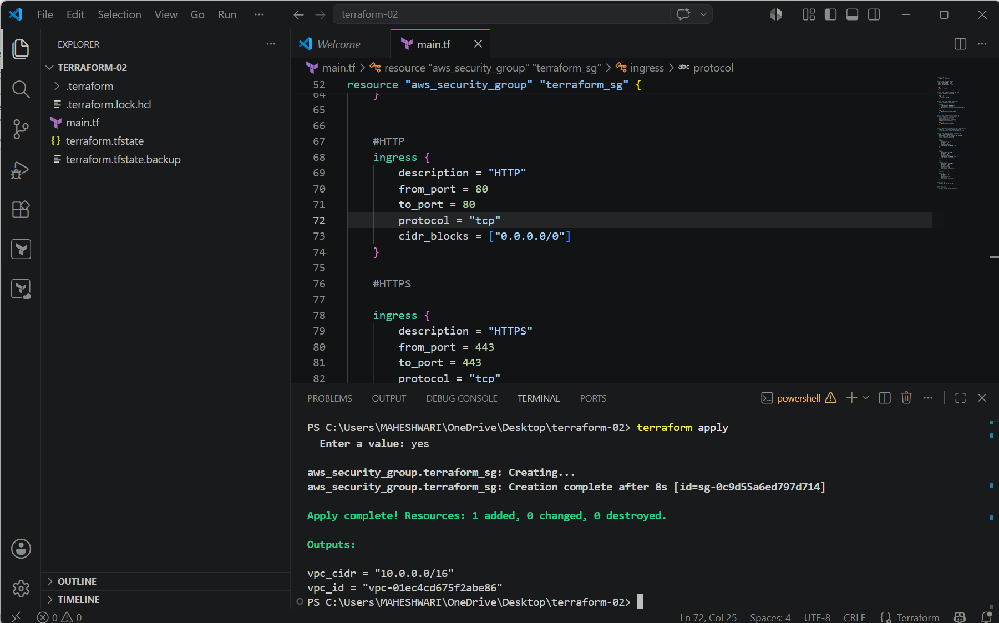 File Edit Selection View Go Run ··· terraform-02
EXPLORER ···
TERRAFORM-02
.terraform
.terraform.lock.hcl
main.tf
terraform.tfstate
terraform.tfstate.backup
OUTLINE
TIMELINE
Welcome main.tf
main.tf > resource "aws_security_group" "terraform_sg" > ingress > abc protocol
52 resource "aws_security_group" "terraform_sg" {
64 }
65
66
67 #HTTP
68 ingress {
69 description = "HTTP"
70 from_port = 80
71 to_port = 80
72 protocol = "tcp"
73 cidr_blocks = ["0.0.0.0/0"]
74 }
75
76 #HTTPS
77
78 ingress {
79 description = "HTTPS"
80 from_port = 443
81 to_port = 443
82 protocol = "tcp"
PROBLEMS OUTPUT DEBUG CONSOLE TERMINAL PORTS powershell
PS C:\Users\MAHESHWARI\OneDrive\Desktop\terraform-02> terraform apply
Enter a value: yes
aws_security_group.terraform_sg: Creating...
aws_security_group.terraform_sg: Creation complete after 8s [id=sg-0c9d55a6ed797d714]
Apply complete! Resources: 1 added, 0 changed, 0 destroyed.
Outputs:
vpc_cidr = "10.0.0.0/16"
vpc_id = "vpc-01ec4cd675f2abe86"
PS C:\Users\MAHESHWARI\OneDrive\Desktop\terraform-02>
0 0 Ln 72, Col 25 Spaces: 4 UTF-8 CRLF Terraform